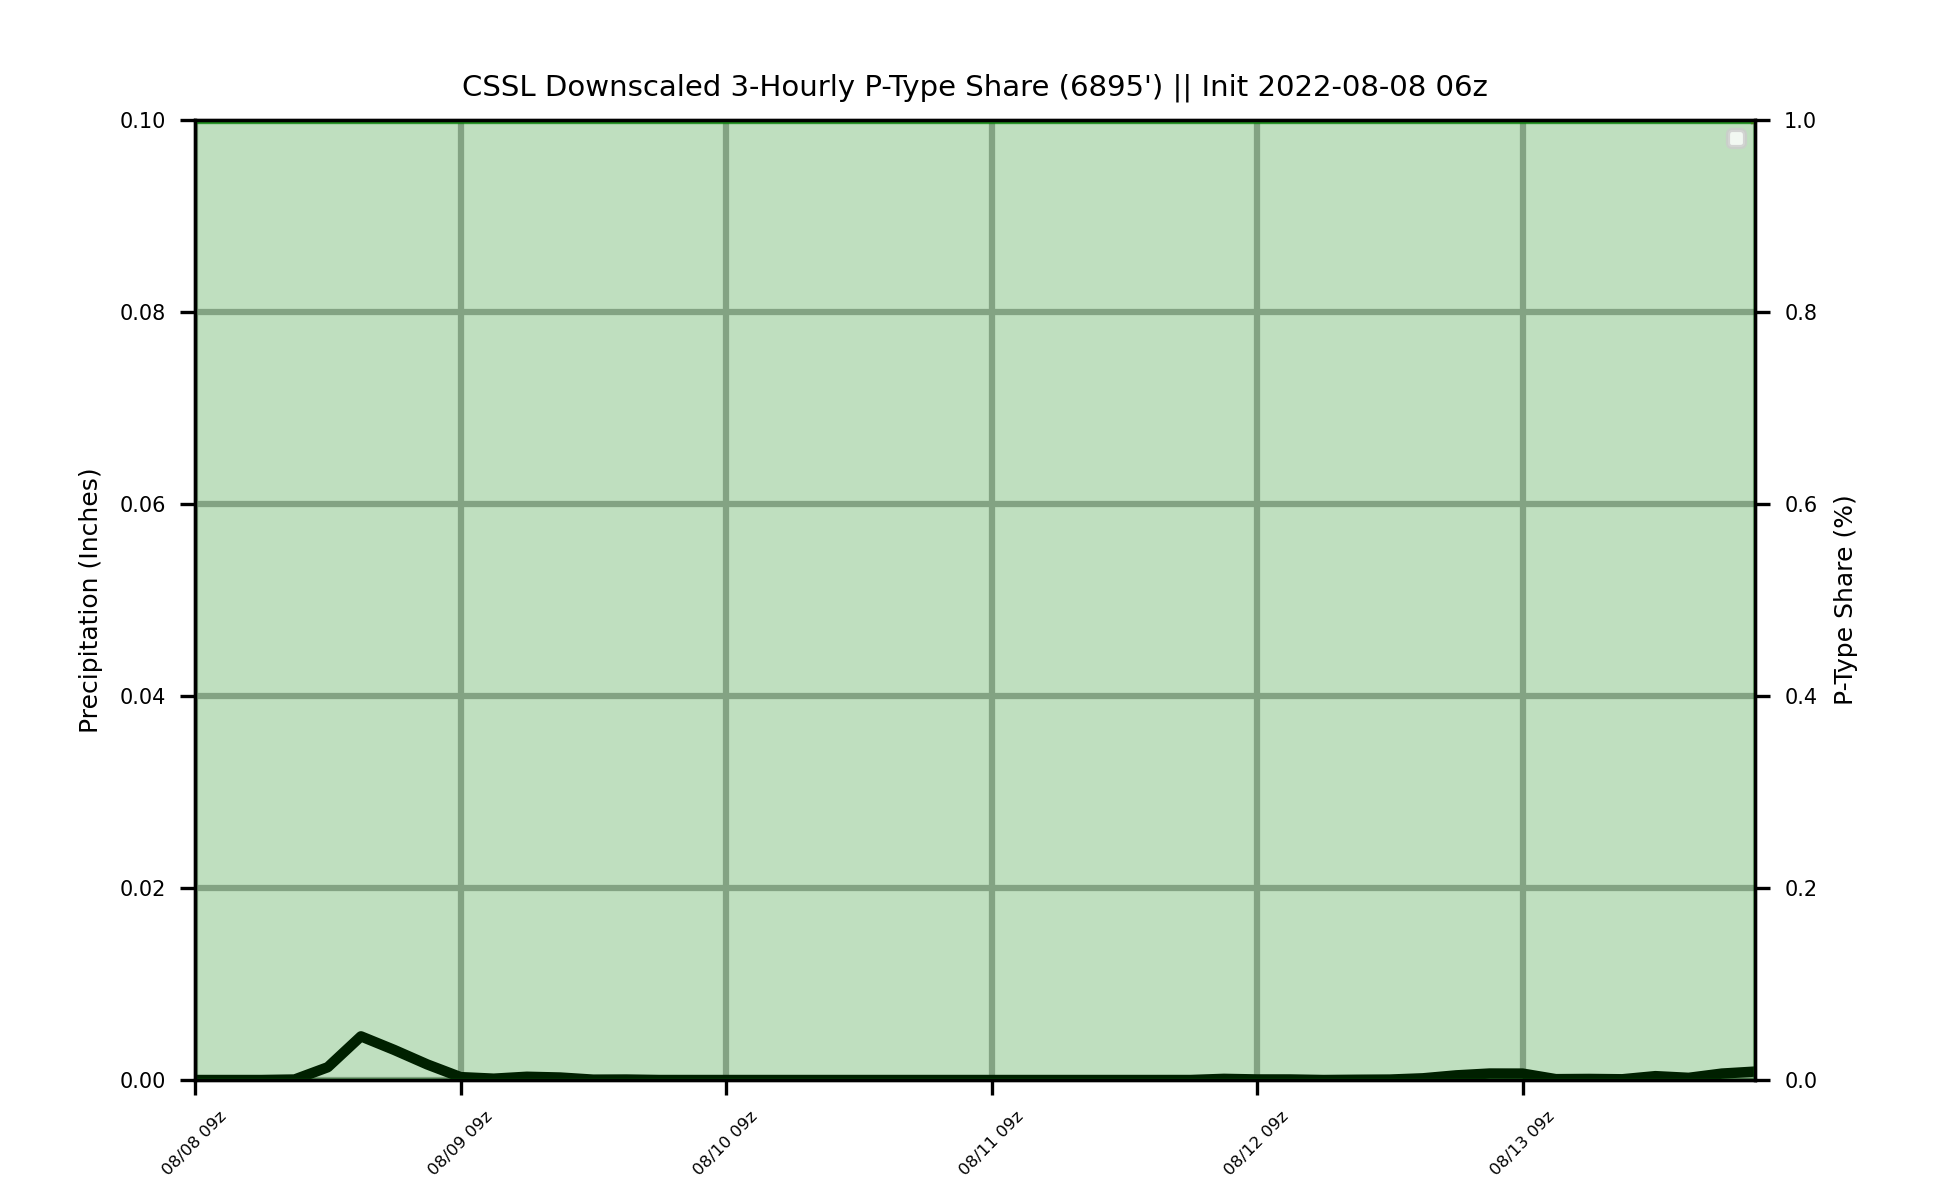 CSSL Downscaled 3-Hourly P-Type Share (6895') || Init 2022-08-08 06z
0.10
0.08
0.06
0.04
0.02
0.00
Precipitation (Inches)
1.0
0.8
0.6
0.4
0.2
0.0
P-Type Share (%)
08/08 09z
08/09 09z
08/10 09z
08/11 09z
08/12 09z
08/13 09z